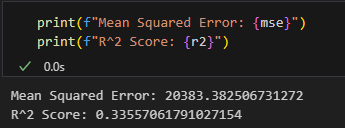 print(f"Mean Squared Error: {mse}")
print(f"R^2 Score: {r2}")
0.0s
Mean Squared Error: 20383.382506731272
R^2 Score: 0.33557061791027154